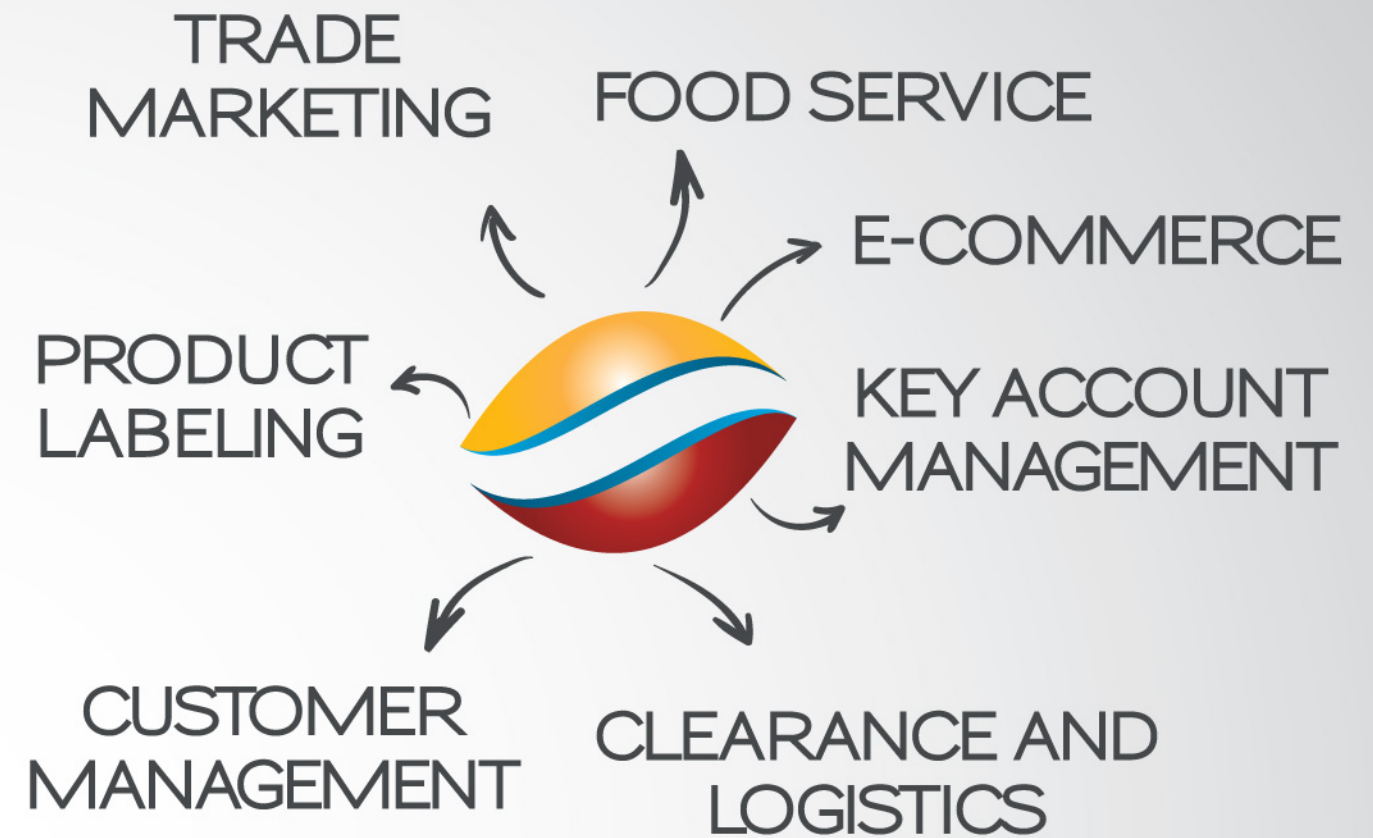 TRADE
MARKETING
FOOD SERVICE
E-COMMERCE
PRODUCT
LABELING
KEY ACCOUNT
MANAGEMENT
CUSTOMER
MANAGEMENT
CLEARANCE AND
LOGISTICS